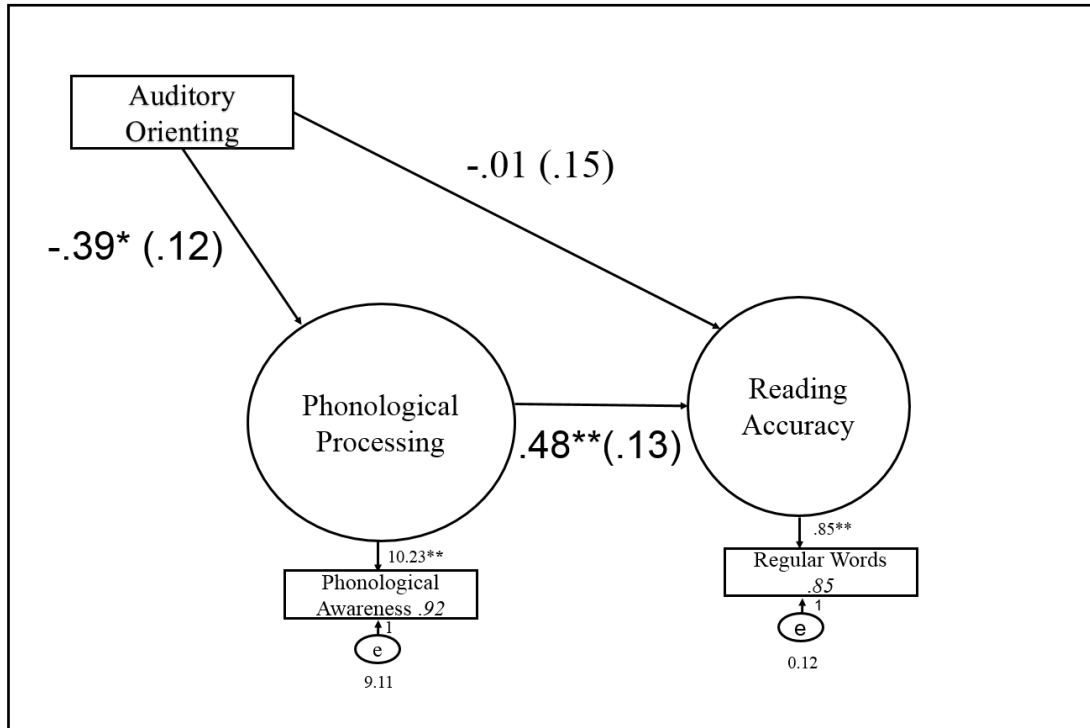 Auditory
Orienting
-.01 (.15)
-.39* (.12)
Phonological
Processing
.48**(.13)
Reading
Accuracy
10.23**
Phonological
Awareness .92
1
e
9.11
.85**
Regular Words
.85
1
e
0.12